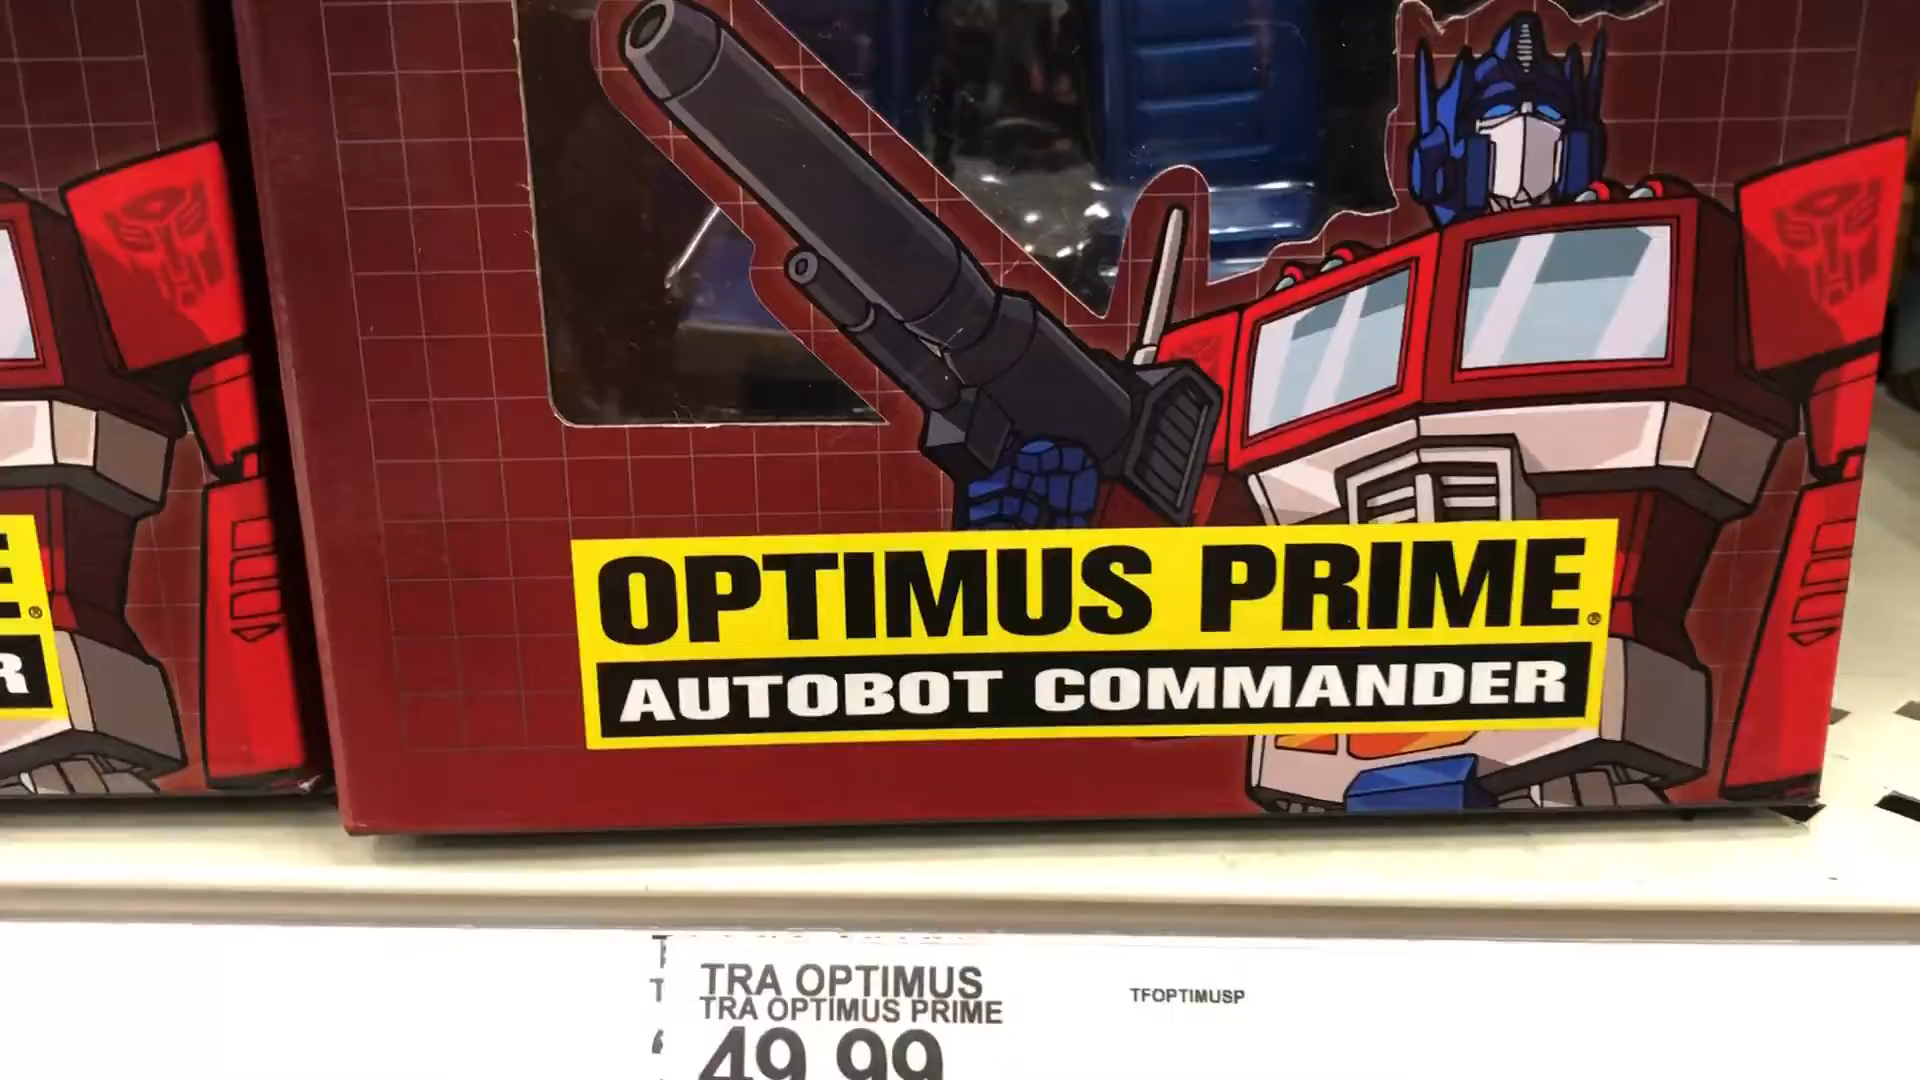 OPTIMUS PRIME®
AUTOBOT COMMANDER
E®
R
TRA OPTIMUS
TRA OPTIMUS PRIME
TFOPTIMUSP
49.99